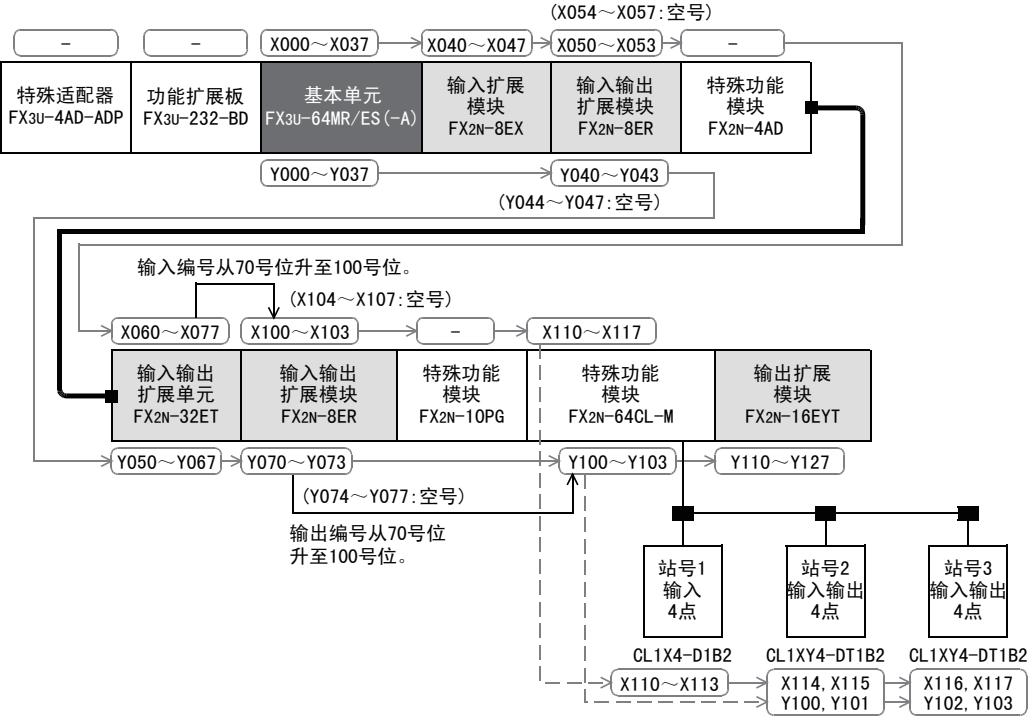 (X054～X057:空号)
－
－
X000～X037
X040～X047
X050～X053
－
特殊适配器
FX3U-4AD-ADP
功能扩展板
FX3U-232-BD
基本单元
FX3U-64MR/ES(-A)
输入扩展
模块
FX2N-8EX
输入输出
扩展模块
FX2N-8ER
特殊功能
模块
FX2N-4AD
Y000～Y037
Y040～Y043
(Y044～Y047:空号)
输入编号从70号位升至100号位。
(X104～X107:空号)
X060～X077
X100～X103
－
X110～X117
输入输出
扩展单元
FX2N-32ET
输入输出
扩展模块
FX2N-8ER
特殊功能
模块
FX2N-10PG
特殊功能
模块
FX2N-64CL-M
输出扩展
模块
FX2N-16EYT
Y050～Y067
Y070～Y073
Y100～Y103
Y110～Y127
(Y074～Y077:空号)
输出编号从70号位
升至100号位。
站号1
输入
4点
站号2
输入输出
4点
站号3
输入输出
4点
CL1X4-D1B2
CL1XY4-DT1B2
CL1XY4-DT1B2
X110～X113
X114,X115
Y100,Y101
X116,X117
Y102,Y103